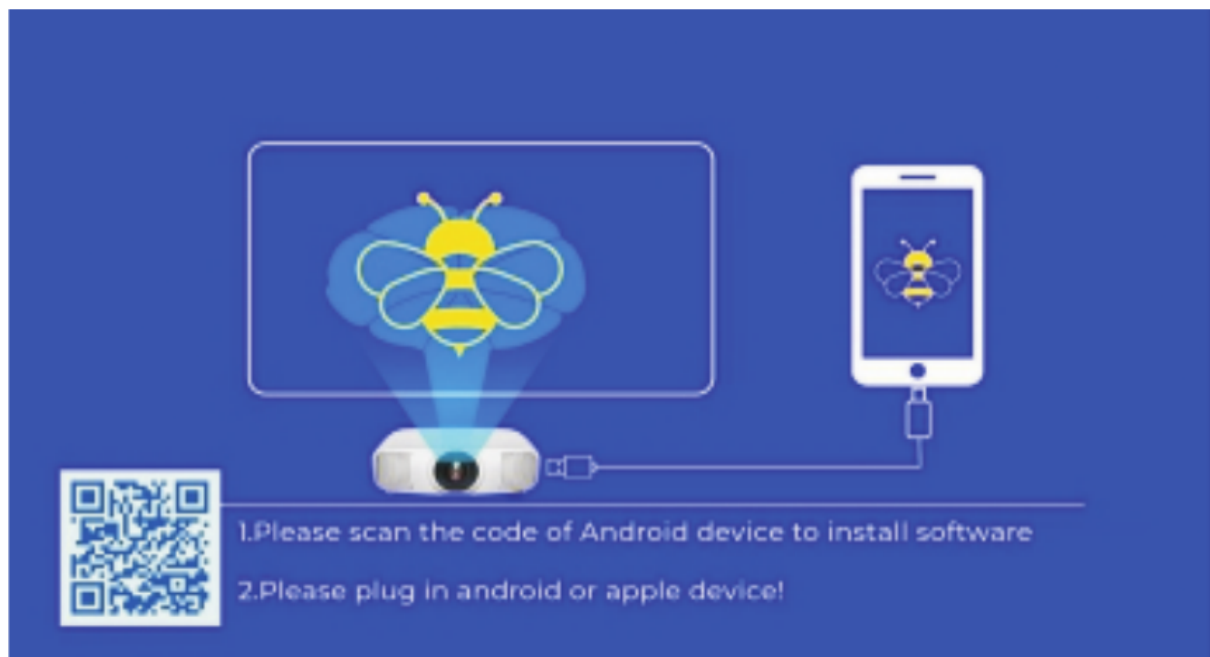 1.Please scan the code of Android device to install software
2.Please plug in android or apple device!